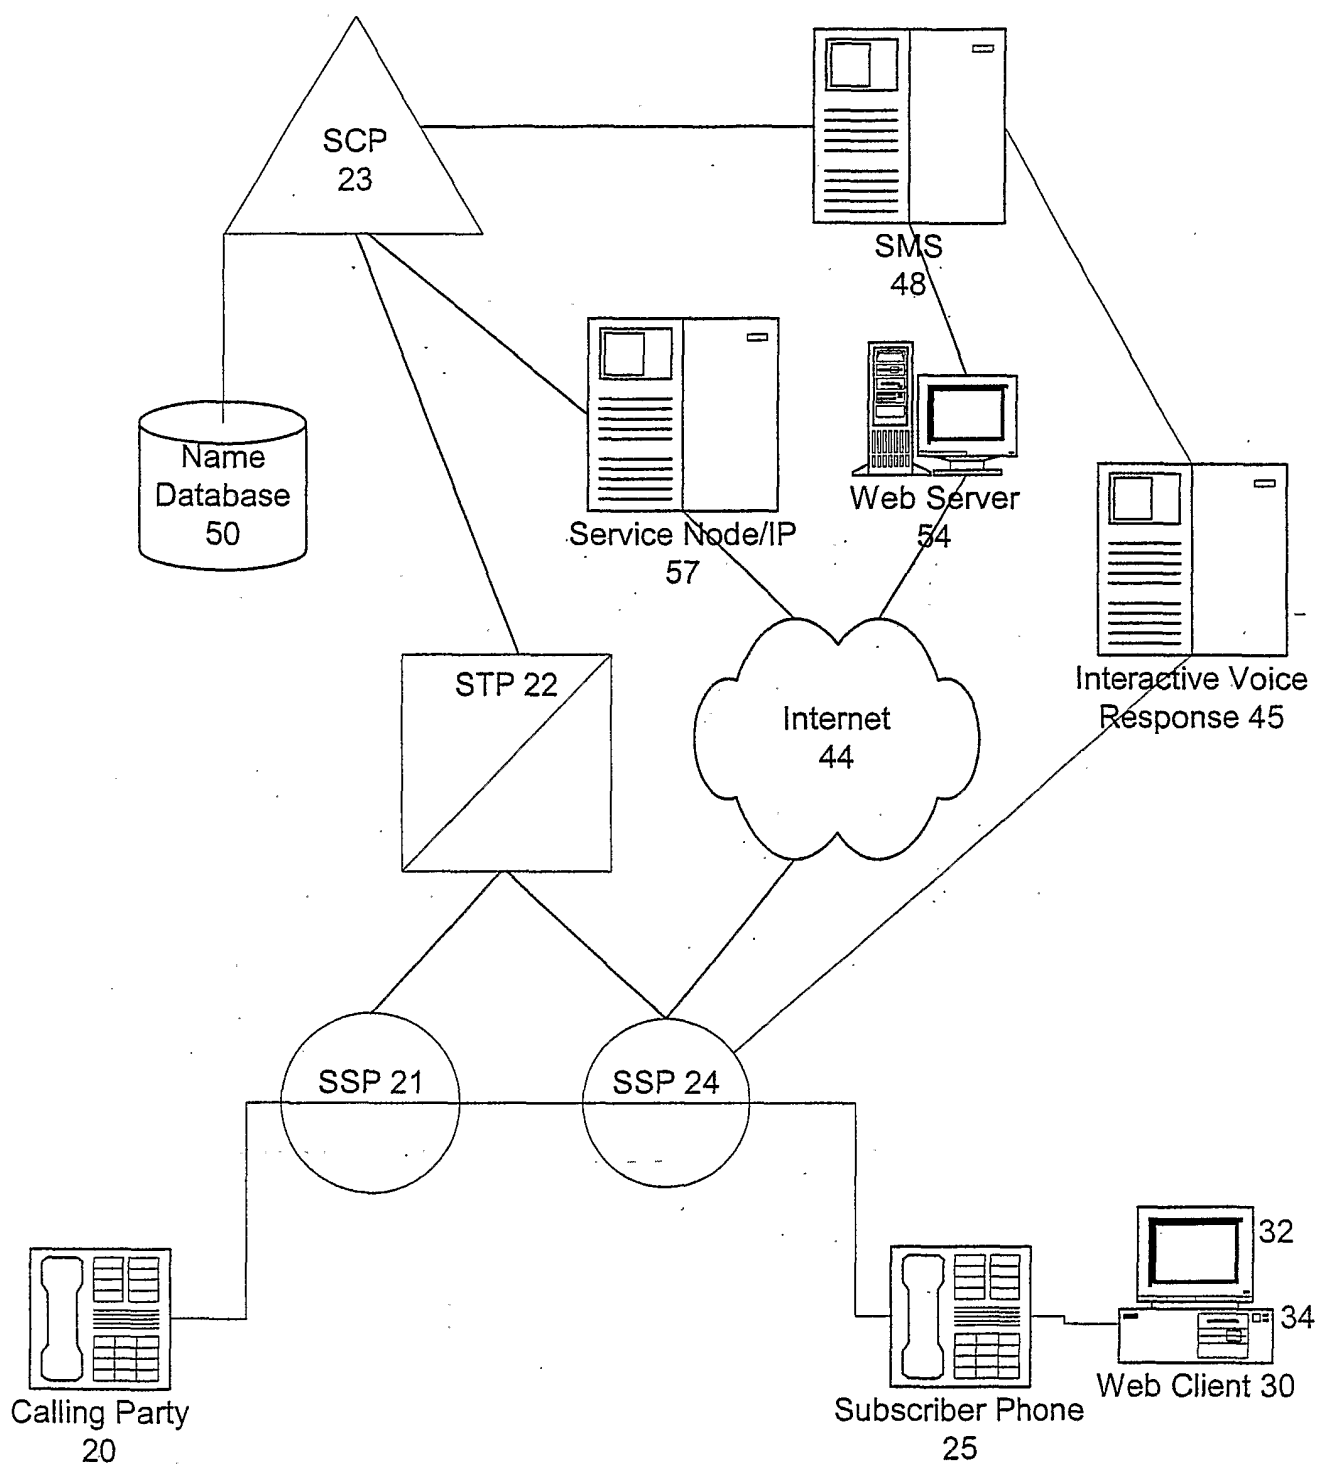 SCP
23
SMS
48
Name
Database
50
Service Node/IP
57
Web Server
54
Interactive Voice
Response 45
STP 22
Internet
44
SSP 21
SSP 24
32
34
Web Client 30
Calling Party
20
Subscriber Phone
25